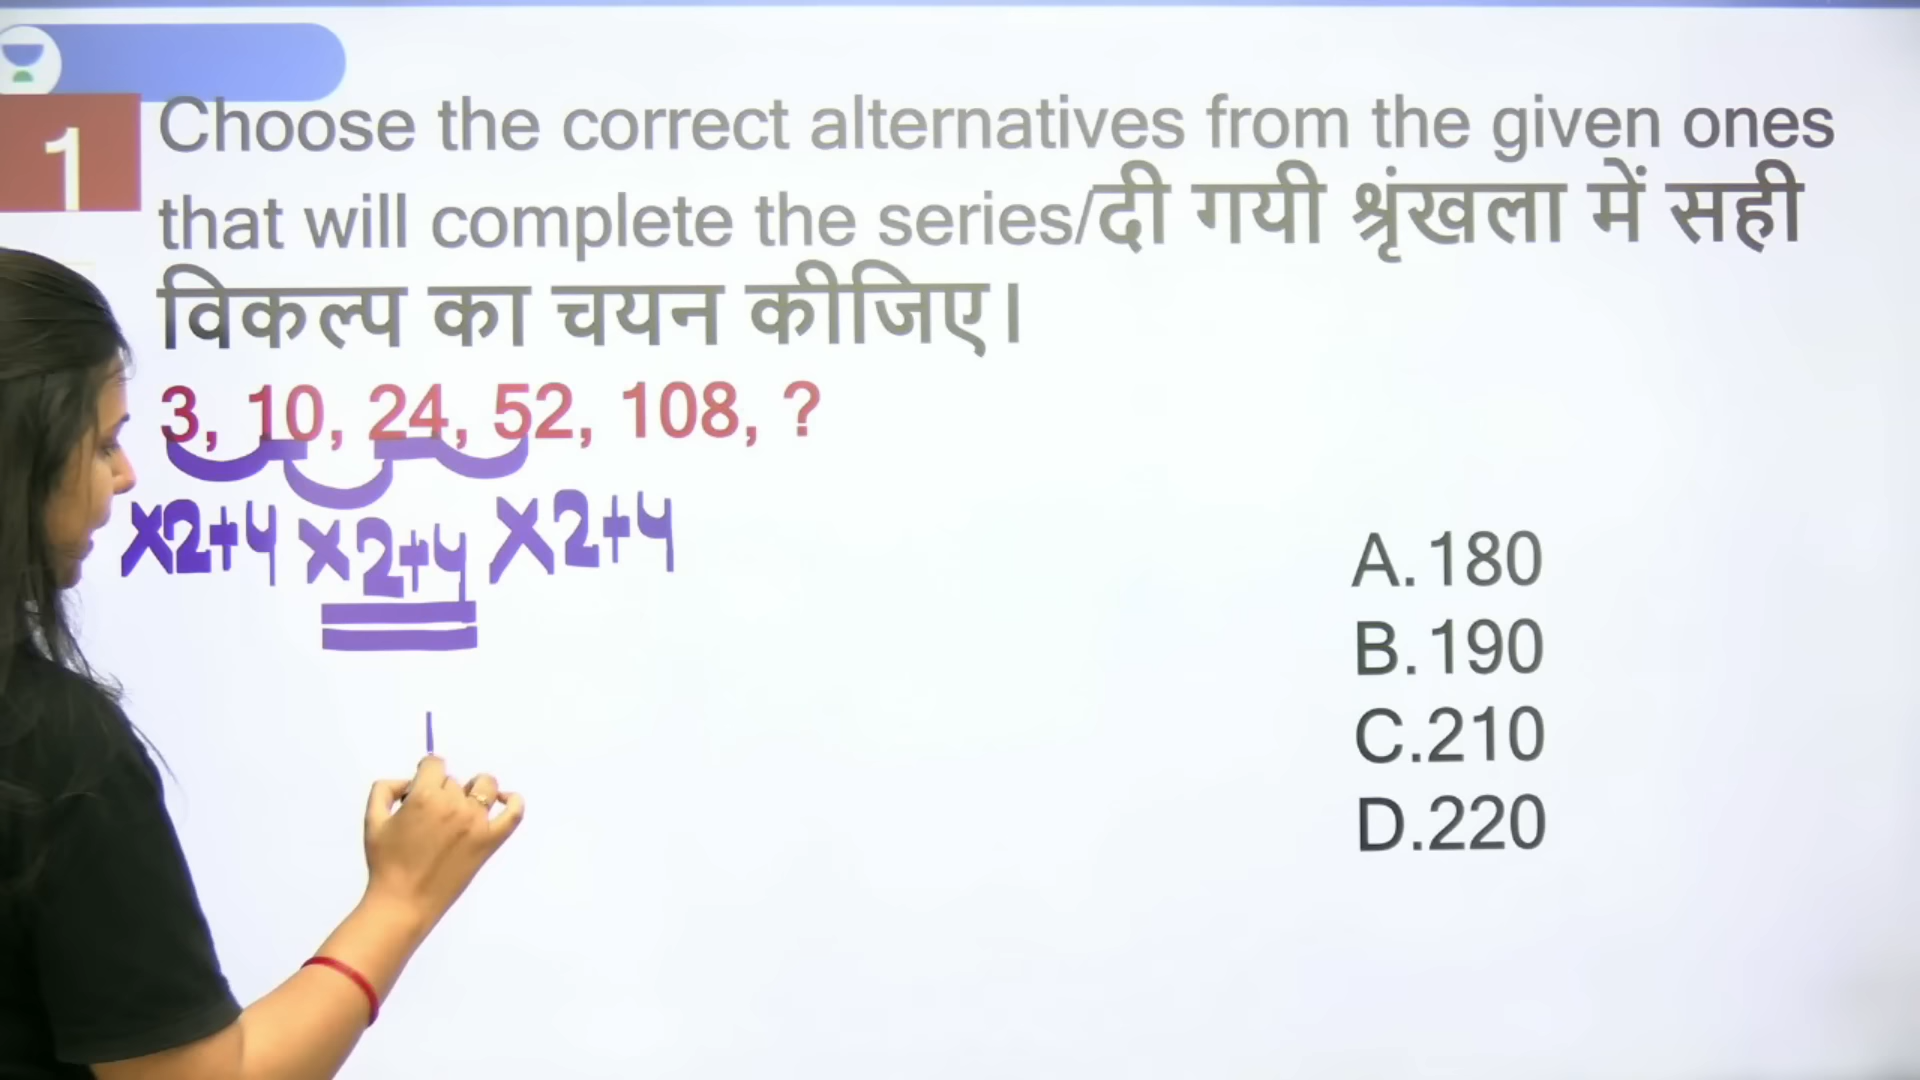 1
Choose the correct alternatives from the given ones
that will complete the series/दी गयी श्रृंखला में सही
विकल्प का चयन कीजिए।
3, 10, 24, 52, 108, ?
×2+4 ×2+4 ×2+4
A.180
B.190
C.210
D.220